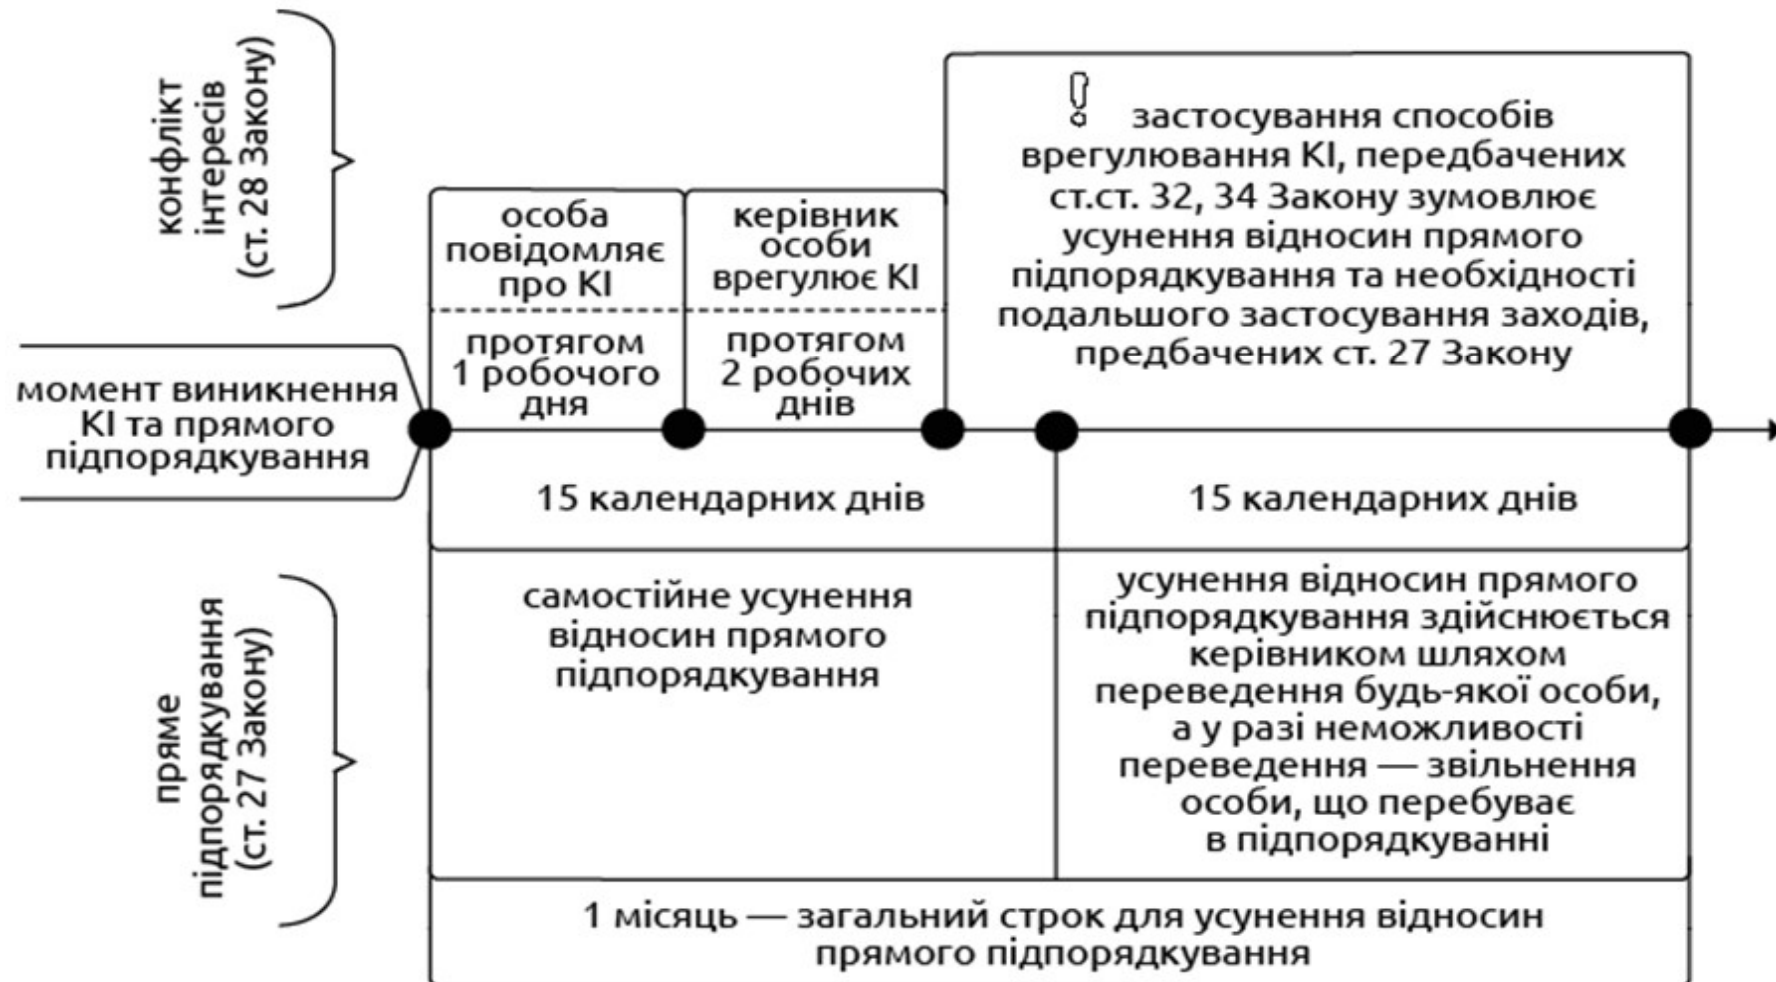 конфлікт
інтересів
(ст. 28 Закону)
застосування способів
врегулювання КІ, передбачених
ст.ст. 32, 34 Закону зумовлює
усунення відносин прямого
підпорядкування та необхідності
подальшого застосування заходів,
предбачених ст. 27 Закону
особа
повідомляє
про КІ
керівник
особи
врегулює КІ
протягом
1 робочого
дня
протягом
2 робочих
днів
момент виникнення
КІ та прямого
підпорядкування
15 календарних днів
15 календарних днів
пряме
підпорядкування
(ст. 27 Закону)
самостійне усунення
відносин прямого
підпорядкування
усунення відносин прямого
підпорядкування здійснюється
керівником шляхом
переведення будь-якої особи,
а у разі неможливості
переведення — звільнення
особи, що перебуває
в підпорядкуванні
1 місяць — загальний строк для усунення відносин
прямого підпорядкування